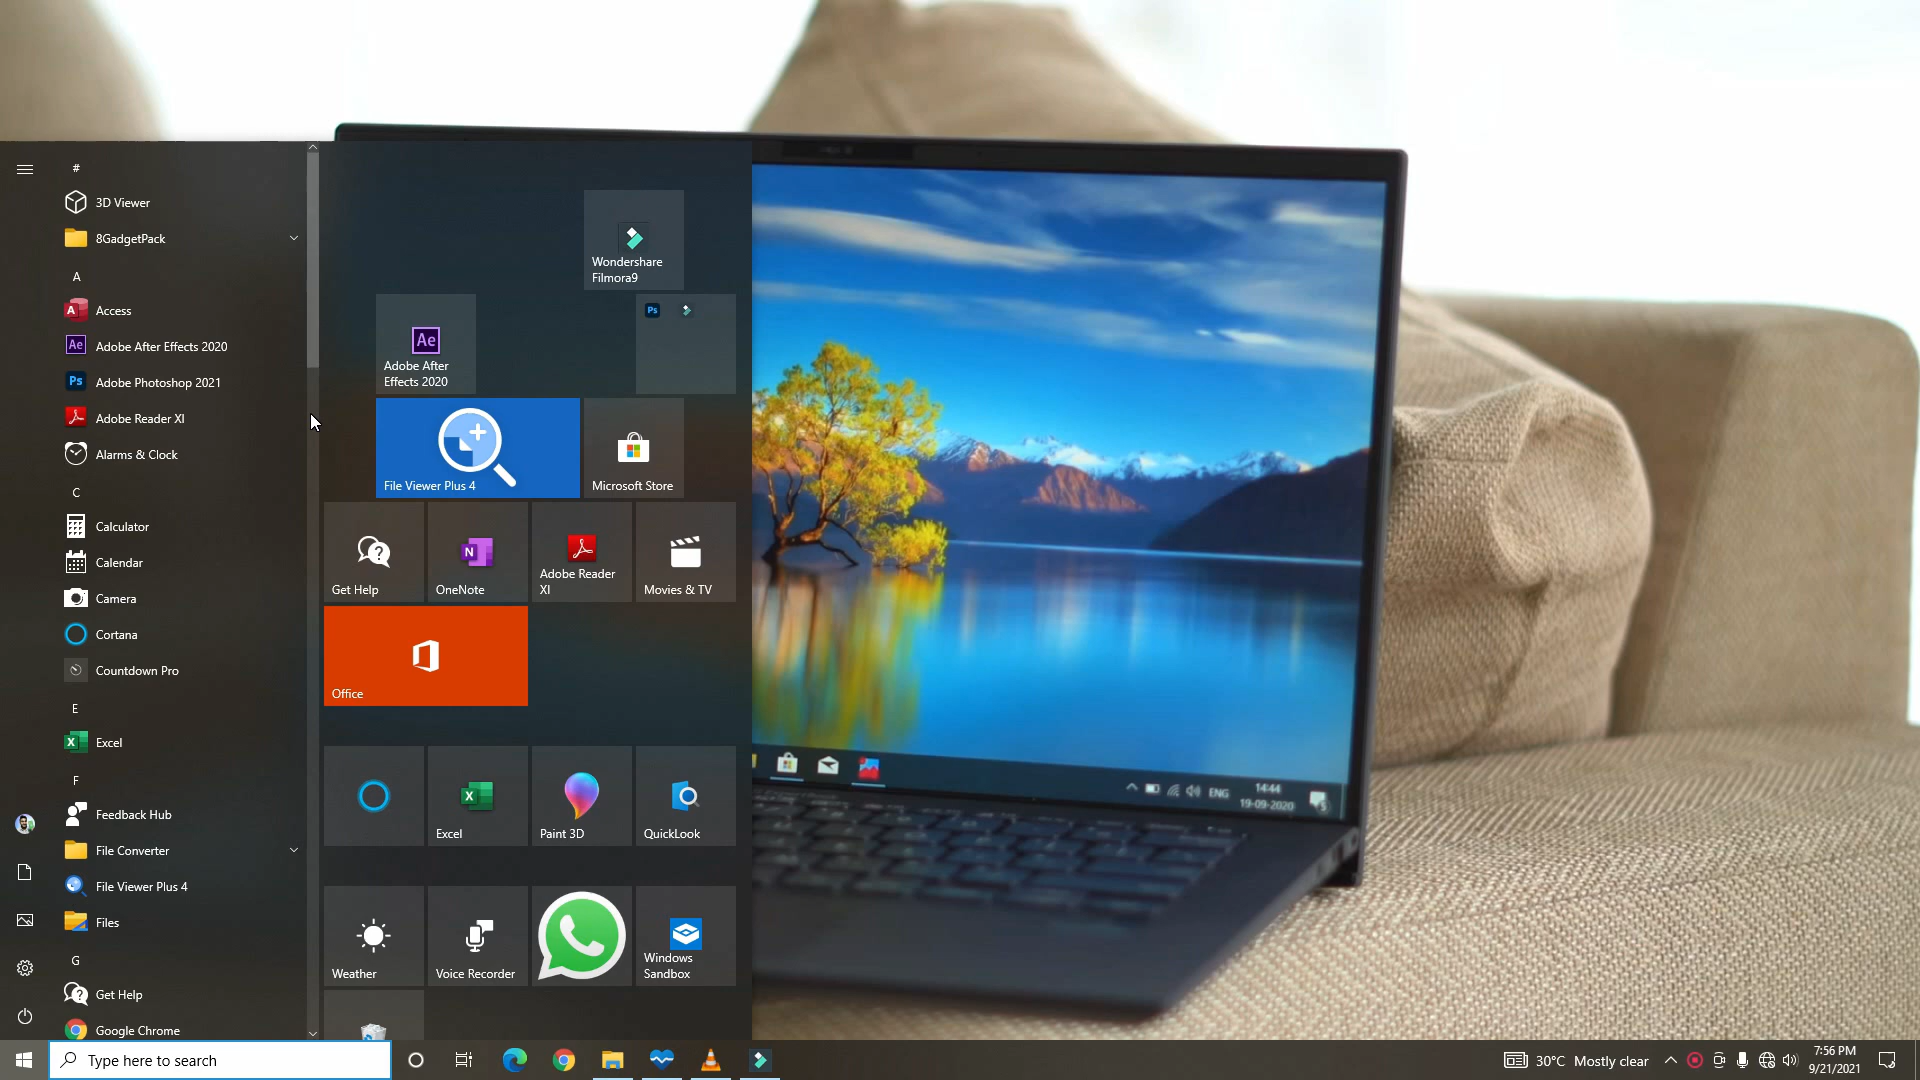 #
3D Viewer
8GadgetPack
A
Access
Adobe After Effects 2020
Adobe Photoshop 2021
Adobe Reader XI
Alarms & Clock
C
Calculator
Calendar
Camera
Cortana
Countdown Pro
E
Excel
F
Feedback Hub
File Converter
File Viewer Plus 4
Files
G
Get Help
Google Chrome
Wondershare
Filmora9
Ae
Adobe After
Effects 2020
Ps
File Viewer Plus 4
Microsoft Store
Get Help
OneNote
Adobe Reader
XI
Movies & TV
Office
Excel
Paint 3D
QuickLook
Weather
Voice Recorder
Windows
Sandbox
ENG
14:44
19-09-2020
Type here to search
30°C Mostly clear
7:56 PM
9/21/2021